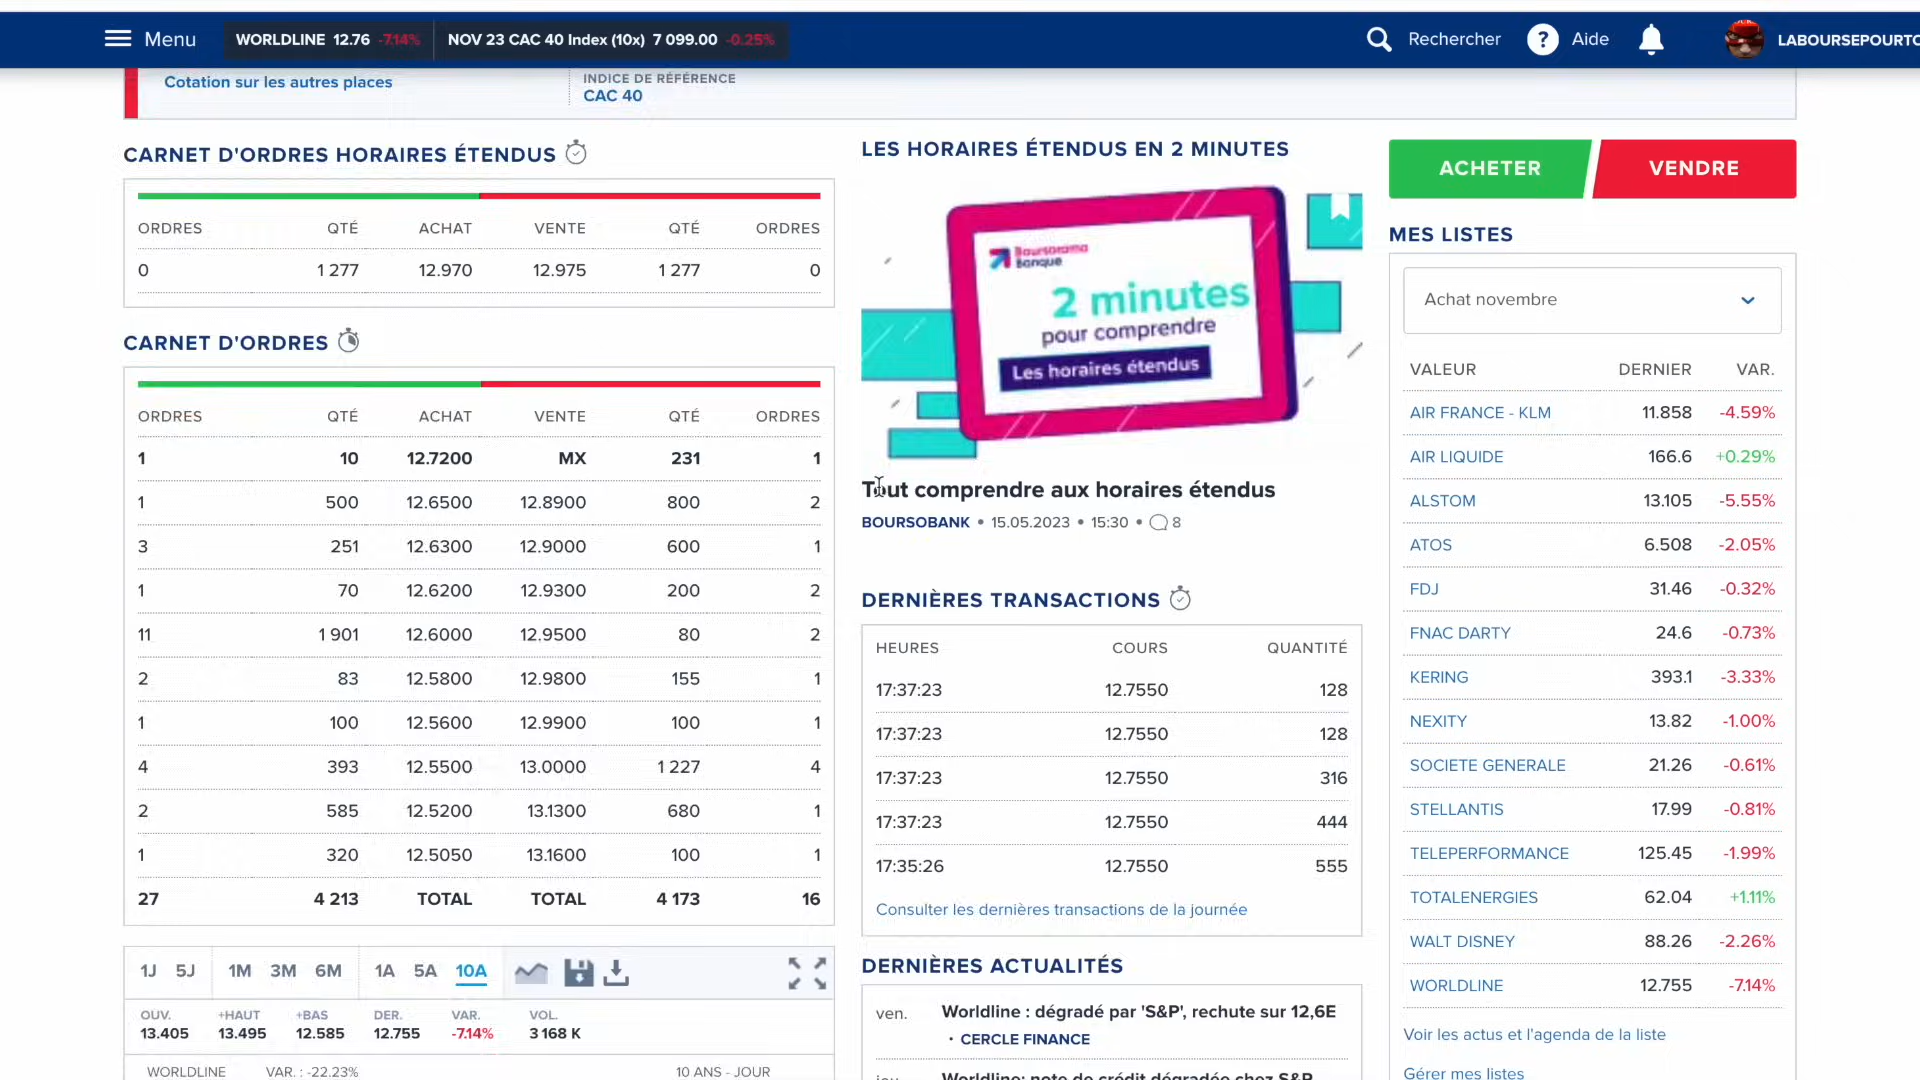 Menu
WORLDLINE 12.76 -7.14%
NOV 23 CAC 40 Index (10x) 7 099.00 -0.25%
Rechercher
? Aide
LABOURSEPOURTO
Cotation sur les autres places
INDICE DE RÉFÉRENCE
CAC 40
CARNET D'ORDRES HORAIRES ÉTENDUS
ORDRES QTÉ ACHAT VENTE QTÉ ORDRES
0 1 277 12.970 12.975 1 277 0
CARNET D'ORDRES
ORDRES QTÉ ACHAT VENTE QTÉ ORDRES
1 10 12.7200 MX 231 1
1 500 12.6500 12.8900 800 2
3 251 12.6300 12.9000 600 1
1 70 12.6200 12.9300 200 2
11 1 901 12.6000 12.9500 80 2
2 83 12.5800 12.9800 155 1
1 100 12.5600 12.9900 100 1
4 393 12.5500 13.0000 1 227 4
2 585 12.5200 13.1300 680 1
1 320 12.5050 13.1600 100 1
27 4 213 TOTAL TOTAL 4 173 16
1J 5J 1M 3M 6M 1A 5A 10A
OUV. +HAUT +BAS DER. VAR. VOL.
13.405 13.495 12.585 12.755 -7.14% 3 168 K
WORLDLINE VAR. : -22.23% 10 ANS - JOUR
LES HORAIRES ÉTENDUS EN 2 MINUTES
Boursorama
Banque
2 minutes
pour comprendre
Les horaires étendus
Tout comprendre aux horaires étendus
BOURSOBANK • 15.05.2023 • 15:30 • 8
DERNIÈRES TRANSACTIONS
HEURES COURS QUANTITÉ
17:37:23 12.7550 128
17:37:23 12.7550 128
17:37:23 12.7550 316
17:37:23 12.7550 444
17:35:26 12.7550 555
Consulter les dernières transactions de la journée
DERNIÈRES ACTUALITÉS
ven. Worldline : dégradé par 'S&P', rechute sur 12,6E
• CERCLE FINANCE
jeu. Worldline: note de crédit dégradée chez S&P
ACHETER
VENDRE
MES LISTES
Achat novembre
VALEUR DERNIER VAR.
AIR FRANCE - KLM 11.858 -4.59%
AIR LIQUIDE 166.6 +0.29%
ALSTOM 13.105 -5.55%
ATOS 6.508 -2.05%
FDJ 31.46 -0.32%
FNAC DARTY 24.6 -0.73%
KERING 393.1 -3.33%
NEXITY 13.82 -1.00%
SOCIETE GENERALE 21.26 -0.61%
STELLANTIS 17.99 -0.81%
TELEPERFORMANCE 125.45 -1.99%
TOTALENERGIES 62.04 +1.11%
WALT DISNEY 88.26 -2.26%
WORLDLINE 12.755 -7.14%
Voir les actus et l'agenda de la liste
Gérer mes listes